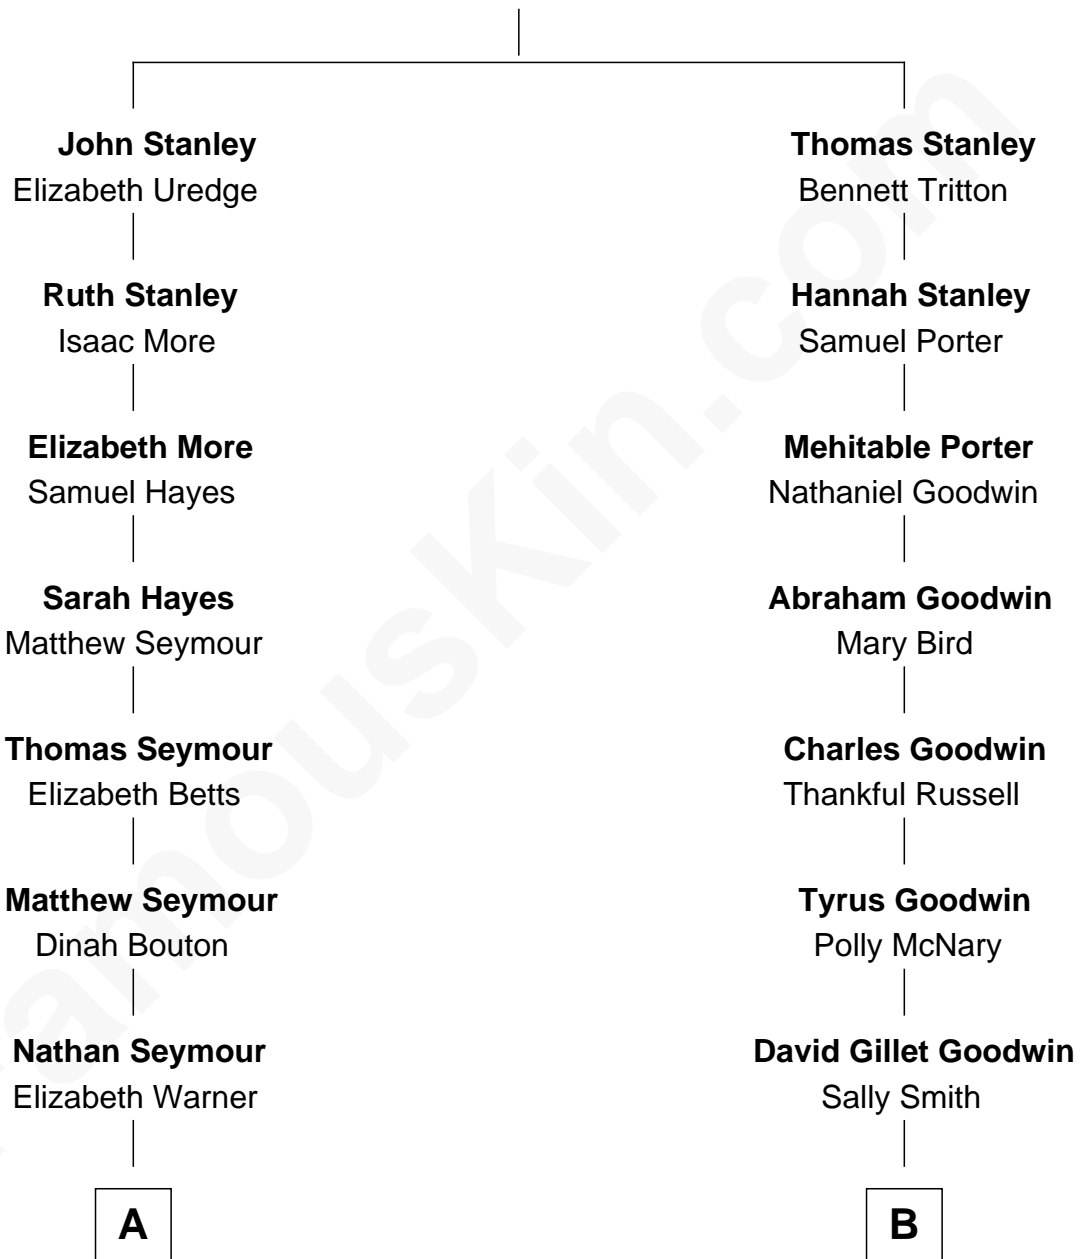 John Stanley
Elizabeth Uredge
Ruth Stanley
Isaac More
Elizabeth More
Samuel Hayes
Sarah Hayes
Matthew Seymour
Thomas Seymour
Elizabeth Betts
Matthew Seymour
Dinah Bouton
Nathan Seymour
Elizabeth Warner
A
Thomas Stanley
Bennett Tritton
Hannah Stanley
Samuel Porter
Mehitable Porter
Nathaniel Goodwin
Abraham Goodwin
Mary Bird
Charles Goodwin
Thankful Russell
Tyrus Goodwin
Polly McNary
David Gillet Goodwin
Sally Smith
B
FamousKin.com